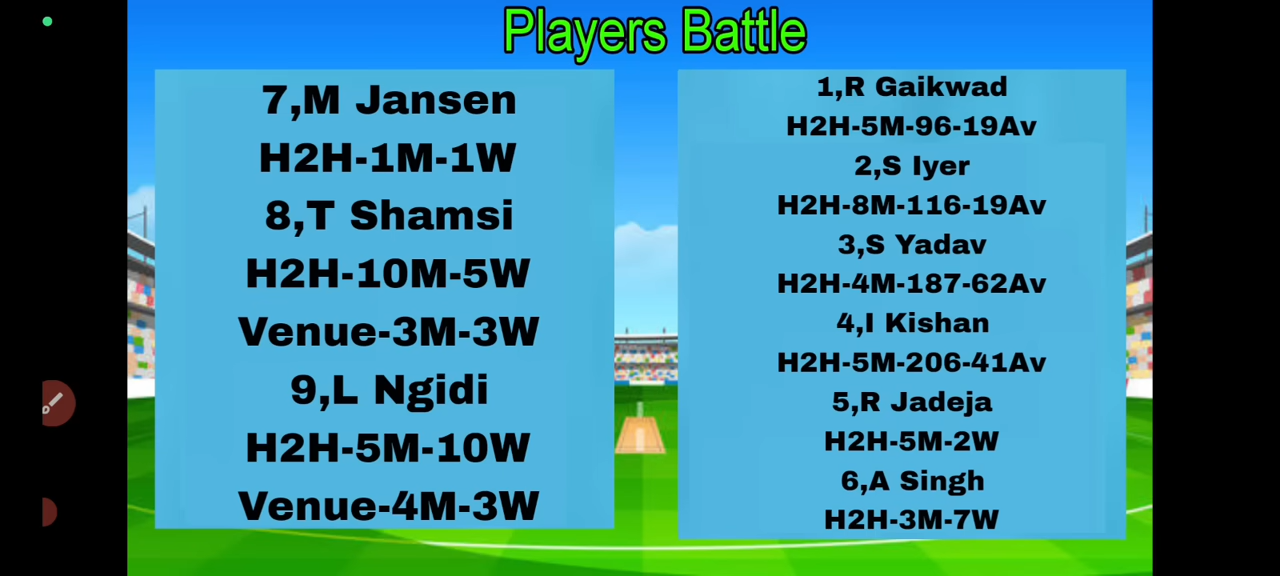 Players Battle
7,M Jansen
H2H-1M-1W
8,T Shamsi
H2H-10M-5W
Venue-3M-3W
9,L Ngidi
H2H-5M-10W
Venue-4M-3W
1,R Gaikwad
H2H-5M-96-19Av
2,S Iyer
H2H-8M-116-19Av
3,S Yadav
H2H-4M-187-62Av
4,I Kishan
H2H-5M-206-41Av
5,R Jadeja
H2H-5M-2W
6,A Singh
H2H-3M-7W